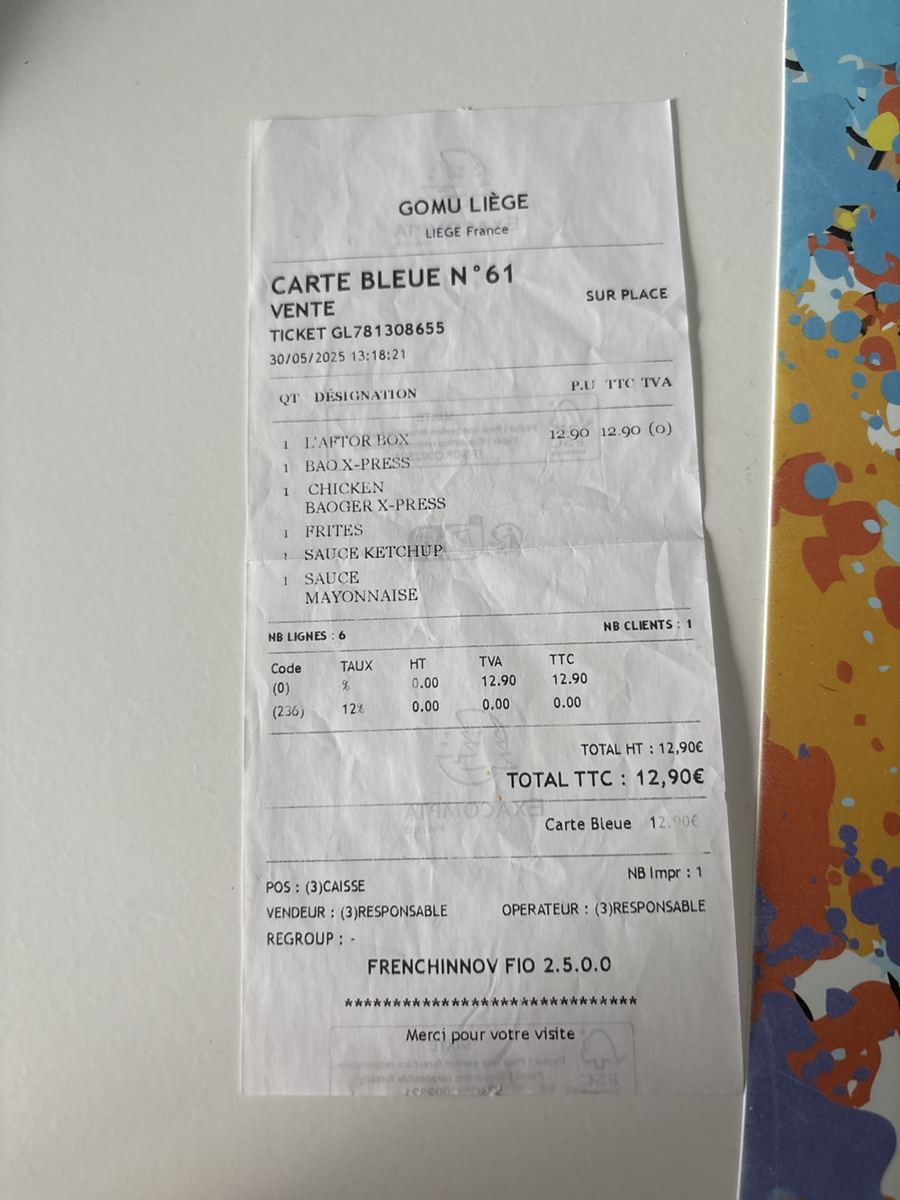 GOMU LIÈGE
LIEGE France
CARTE BLEUE N°61
VENTE SUR PLACE
TICKET GL781308655
30/05/2025 13:18:21
QT DÉSIGNATION P.U TTC TVA
1 L'AFTOR BOX 12.90 12.90 (0)
1 BAO X-PRESS
1 CHICKEN
BAOGER X-PRESS
1 FRITES
1 SAUCE KETCHUP
1 SAUCE
MAYONNAISE
NB LIGNES : 6 NB CLIENTS : 1
Code TAUX HT TVA TTC
(0) % 0.00 12.90 12.90
(236) 12% 0.00 0.00 0.00
TOTAL HT : 12,90€
TOTAL TTC : 12,90€
EXACOMPTA
Carte Bleue 12.90€
POS : (3)CAISSE NB Impr : 1
VENDEUR : (3)RESPONSABLE OPERATEUR : (3)RESPONSABLE
REGROUP : -
FRENCHINNOV FIO 2.5.0.0
******************************
Merci pour votre visite
FSC